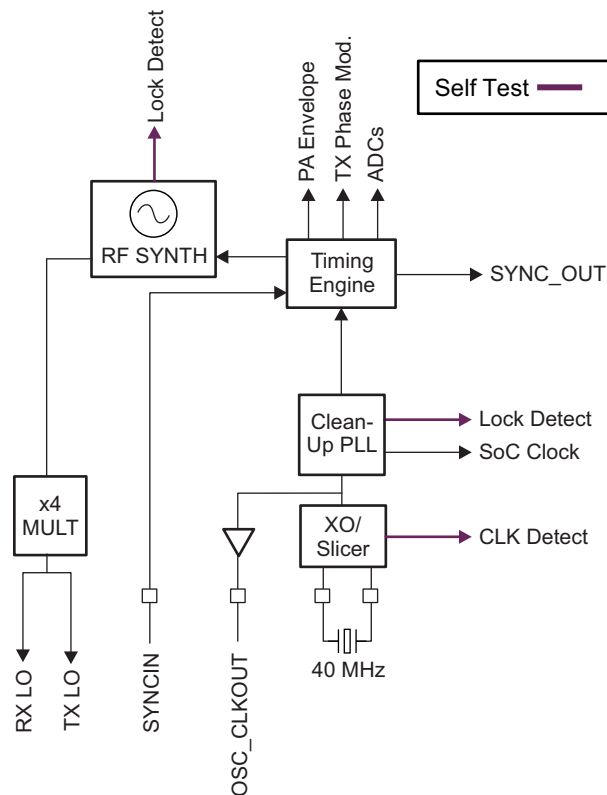 Lock Detect
PA Envelope
TX Phase Mod.
ADCs
Self Test
RF SYNTH
Timing
Engine
SYNC_OUT
Clean-
Up PLL
Lock Detect
SoC Clock
x4
MULT
XO/
Slicer
CLK Detect
40 MHz
RX LO
TX LO
SYNCIN
OSC_CLKOUT